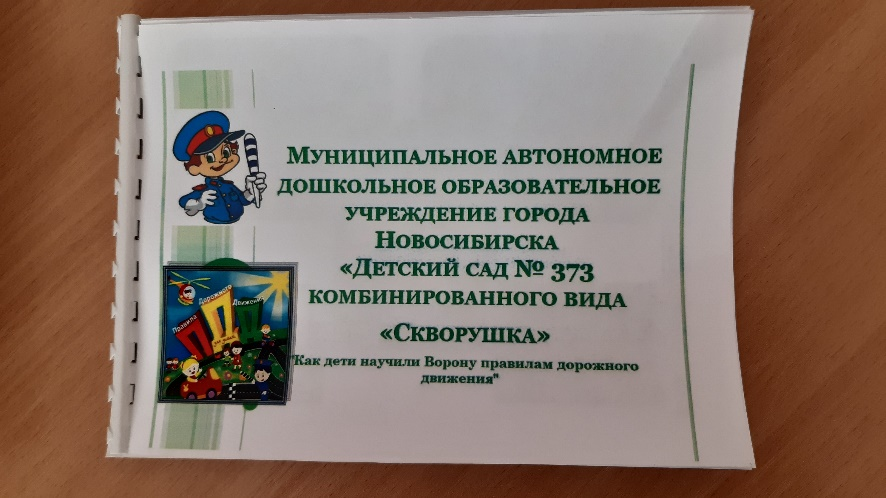 Муниципальное автономное
дошкольное образовательное
учреждение города
Новосибирска
«Детский сад № 373
комбинированного вида
«Скворушка»
"Как дети научили Ворону правилам дорожного
движения"
Правила
Дорожного
Движения
ПДД